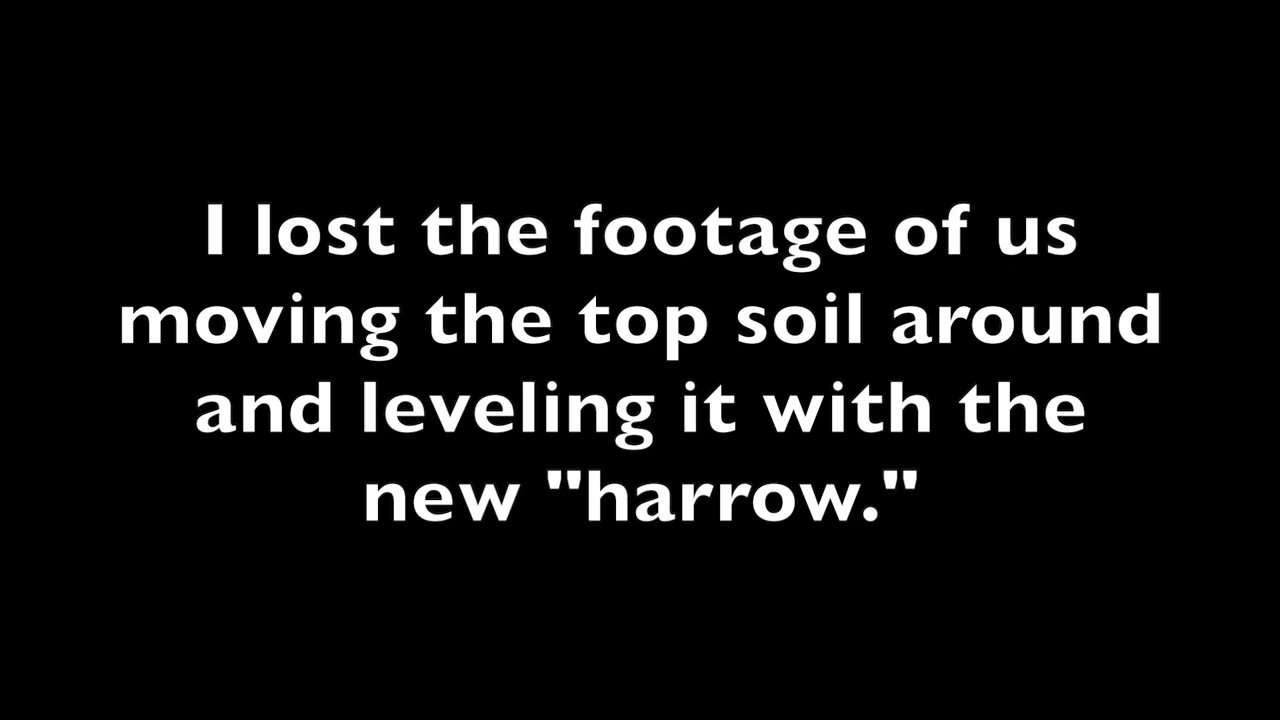 I lost the footage of us
moving the top soil around
and leveling it with the
new "harrow."